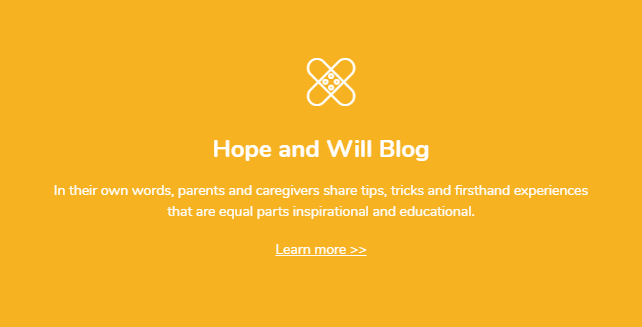 Hope and Will Blog
In their own words, parents and caregivers share tips, tricks and firsthand experiences
that are equal parts inspirational and educational.
Learn more >>